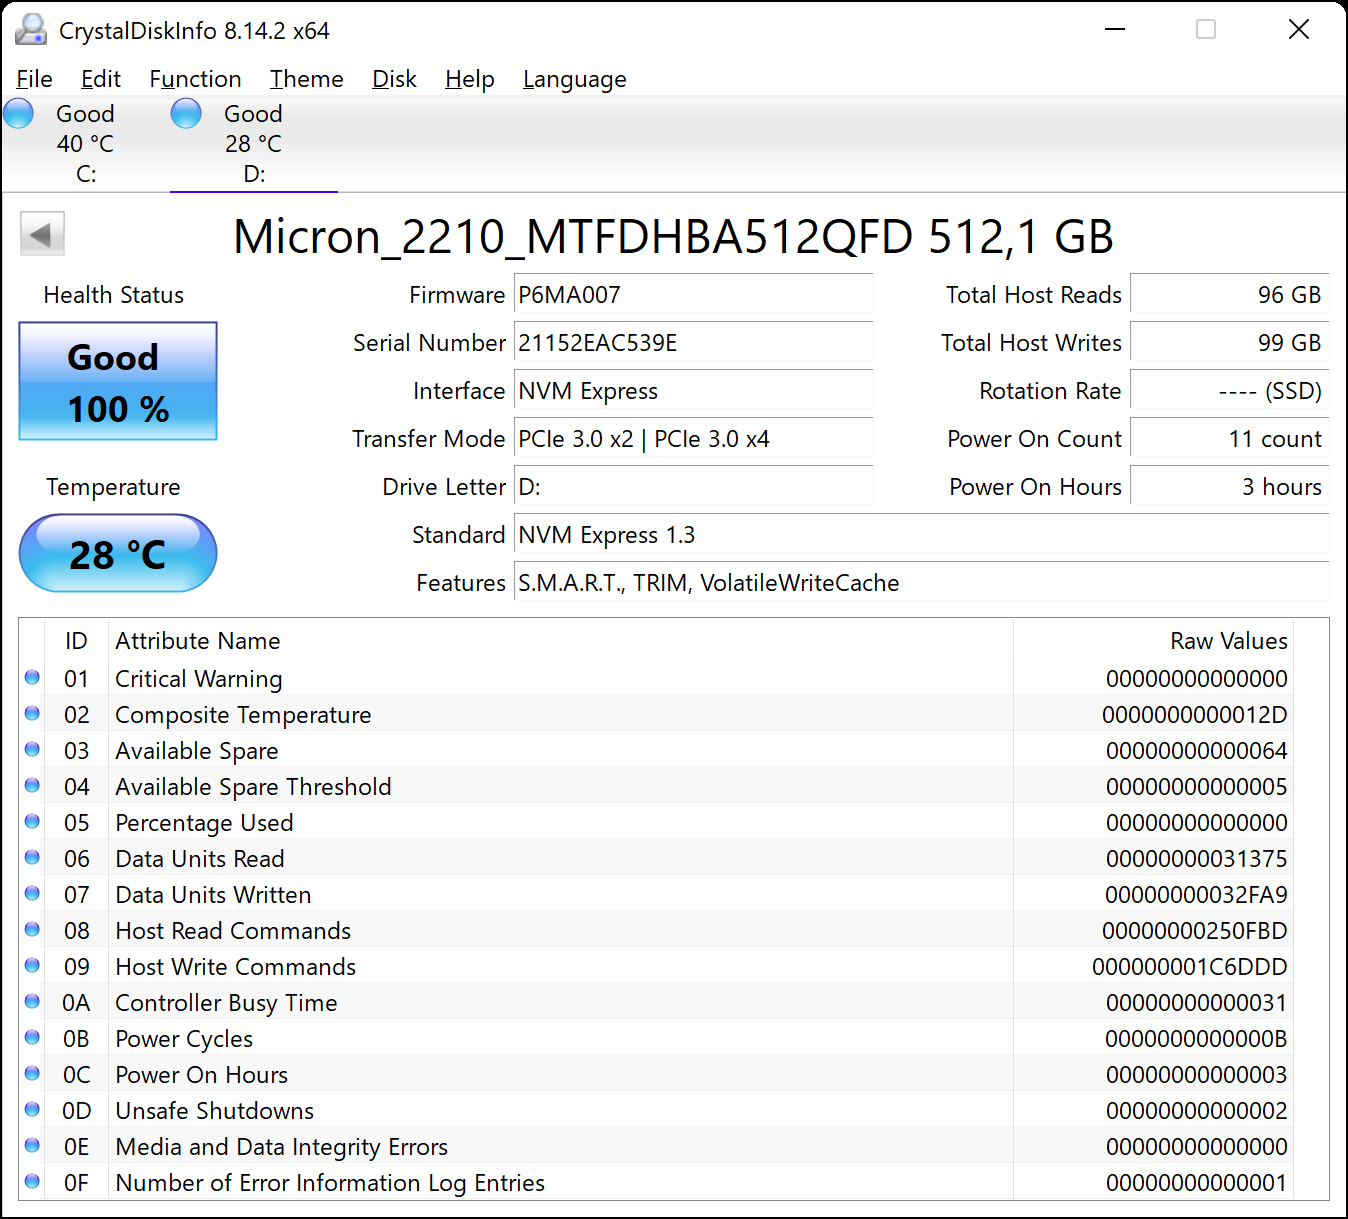 CrystalDiskInfo 8.14.2 x64
File Edit Function Theme Disk Help Language
Good Good
40 °C 28 °C
C: D:
Micron_2210_MTFDHBA512QFD 512,1 GB
Health Status
Good
100 %
Temperature
28 °C
Firmware P6MA007
Serial Number 21152EAC539E
Interface NVM Express
Transfer Mode PCIe 3.0 x2 | PCIe 3.0 x4
Drive Letter D:
Standard NVM Express 1.3
Features S.M.A.R.T., TRIM, VolatileWriteCache
Total Host Reads 96 GB
Total Host Writes 99 GB
Rotation Rate ---- (SSD)
Power On Count 11 count
Power On Hours 3 hours
ID Attribute Name Raw Values
01 Critical Warning 00000000000000
02 Composite Temperature 0000000000012D
03 Available Spare 00000000000064
04 Available Spare Threshold 00000000000005
05 Percentage Used 00000000000000
06 Data Units Read 00000000031375
07 Data Units Written 00000000032FA9
08 Host Read Commands 00000000250FBD
09 Host Write Commands 000000001C6DDD
0A Controller Busy Time 00000000000031
0B Power Cycles 0000000000000B
0C Power On Hours 00000000000003
0D Unsafe Shutdowns 00000000000002
0E Media and Data Integrity Errors 00000000000000
0F Number of Error Information Log Entries 00000000000001